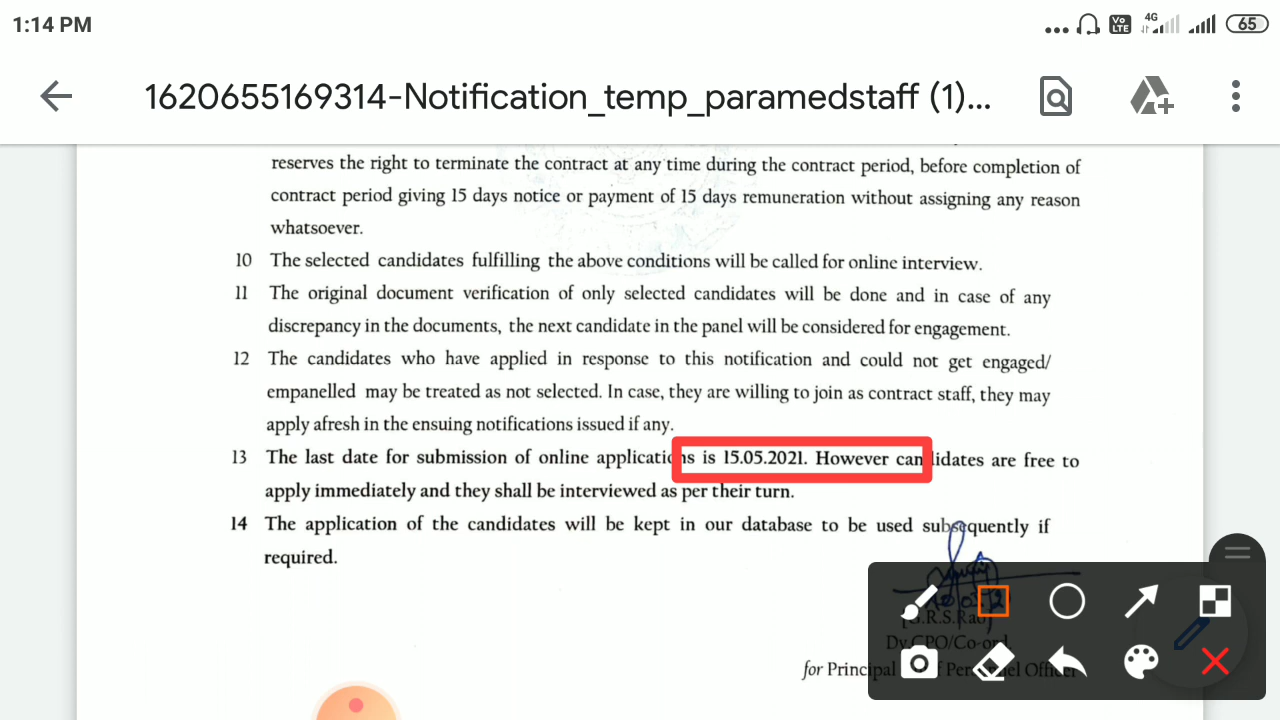 1:14 PM
4G
Vo LTE
65
1620655169314-Notification_temp_paramedstaff (1)...
reserves the right to terminate the contract at any time during the contract period, before completion of
contract period giving 15 days notice or payment of 15 days remuneration without assigning any reason
whatsoever.
10 The selected candidates fulfilling the above conditions will be called for online interview.
11 The original document verification of only selected candidates will be done and in case of any
discrepancy in the documents, the next candidate in the panel will be considered for engagement.
12 The candidates who have applied in response to this notification and could not get engaged/
empanelled may be treated as not selected. In case, they are willing to join as contract staff, they may
apply afresh in the ensuing notifications issued if any.
13 The last date for submission of online applications is 15.05.2021. However candidates are free to
apply immediately and they shall be interviewed as per their turn.
14 The application of the candidates will be kept in our database to be used subsequently if
required.
G.R.S.Rao]
Dy.CPO/Co-ord
for Principal Officer